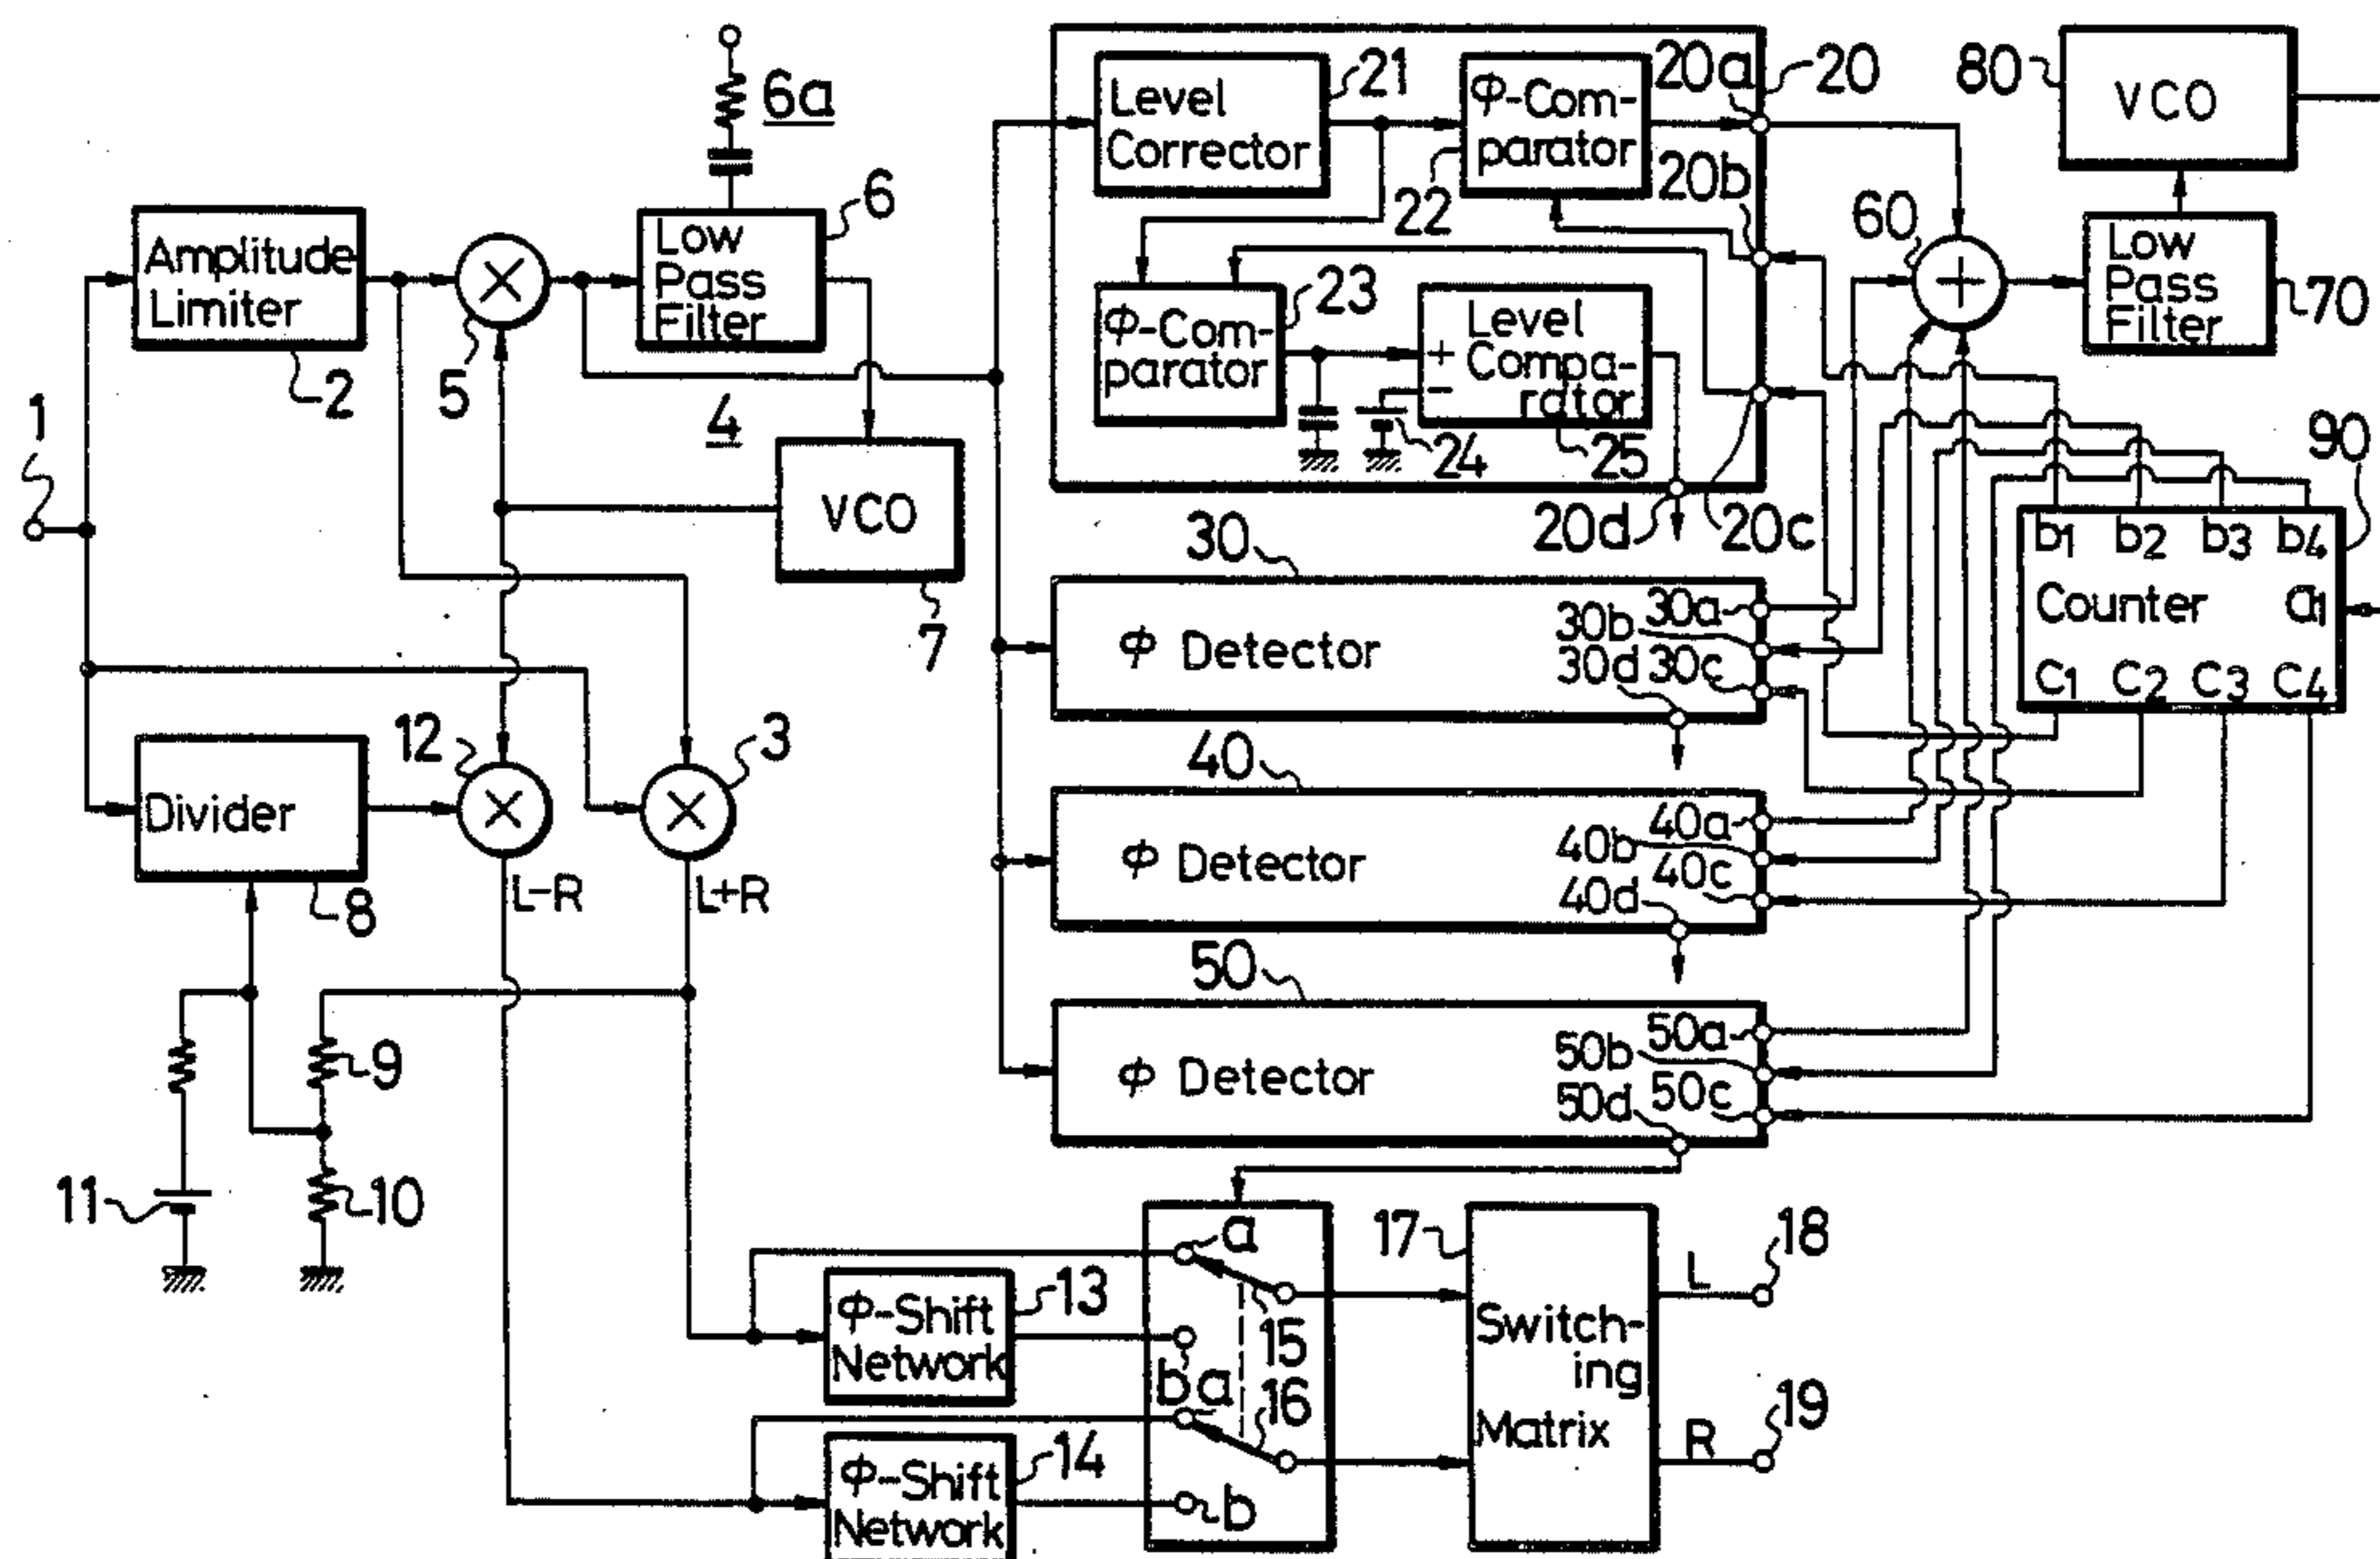 6a
20a
20
80
VCO
Level
Corrector
21
Φ-Com-
parator
22
20b
60
6
Amplitude
Limiter
2
5
Low
Pass
Filter
Low
Pass
Filter
70
Φ-Com-
parator
23
+
−
Level
Compa-
rator
24
25
1
4
VCO
7
20d
20c
90
b1 b2 b3 b4
Counter a1
C1 C2 C3 C4
30
Φ Detector
30a
30b
30d 30c
12
3
Divider
8
L-R
L+R
40
Φ Detector
40a
40b
40c
40d
50
Φ Detector
50a
50b
50c
50d
9
11
10
a
15
b
a
16
b
Φ-Shift
Network
13
Φ-Shift
Network
14
17
Switch-
ing
Matrix
L
18
R
19